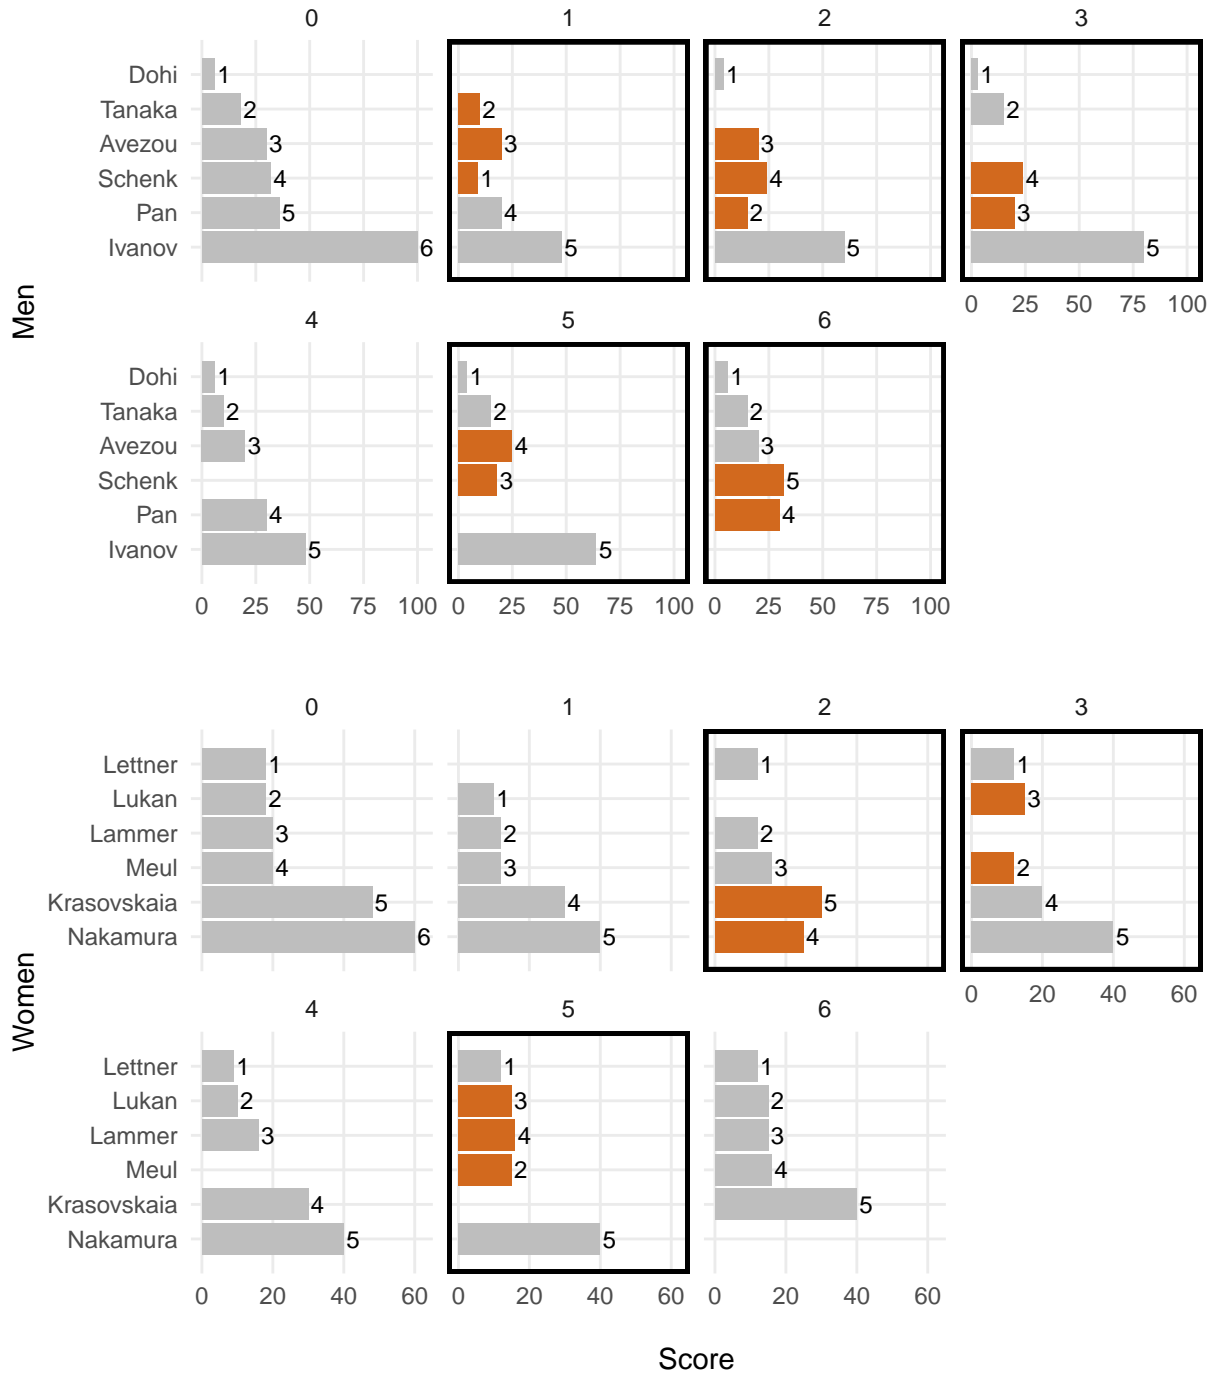 0 1 2 3
Dohi 1 1 1
Tanaka 2 2 2
Avezou 3 3 3
Schenk 4 1 4 4
Pan 5 4 2 3
Ivanov 6 5 5 5
0 25 50 75 100
Men
4 5 6
Dohi 1 1 1
Tanaka 2 2 2
Avezou 3 4 3
Schenk 3 5
Pan 4 4
Ivanov 5 5
0 25 50 75 100 0 25 50 75 100 0 25 50 75 100
0 1 2 3
Lettner 1 1 1
Lukan 2 1 3
Lammer 3 2 2
Meul 4 3 3 2
Krasovskaia 5 4 5 4
Nakamura 6 5 4 5
0 20 40 60
Women
4 5 6
Lettner 1 1 1
Lukan 2 3 2
Lammer 3 4 3
Meul 2 4
Krasovskaia 4 5
Nakamura 5 5
0 20 40 60 0 20 40 60 0 20 40 60
Score